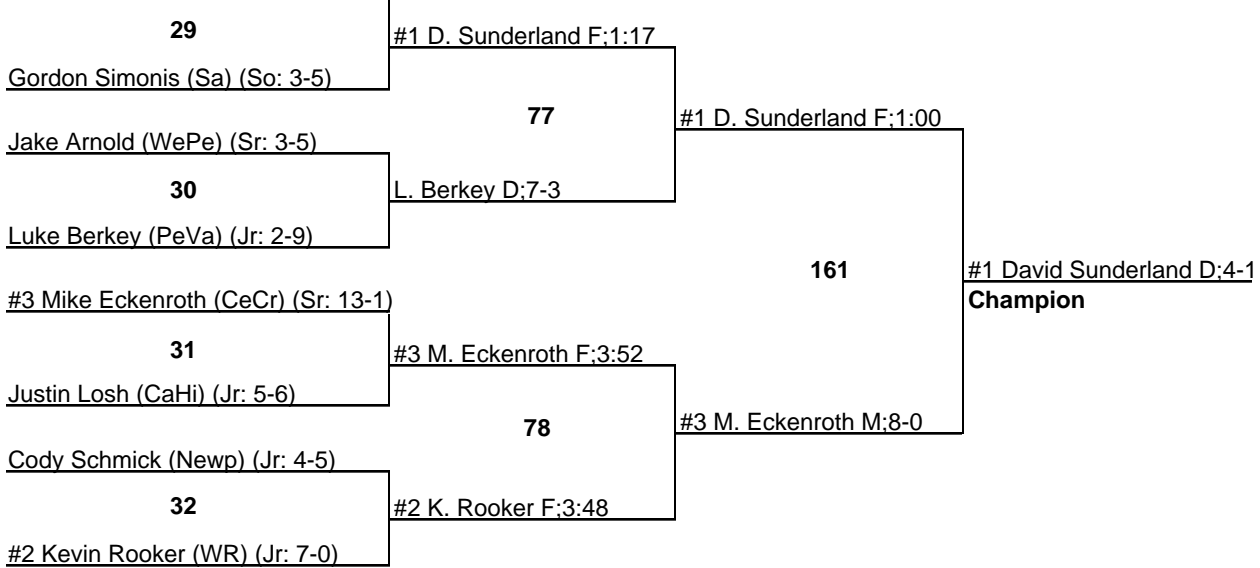 29
#1 D. Sunderland F;1:17
Gordon Simonis (Sa) (So: 3-5)
77
#1 D. Sunderland F;1:00
Jake Arnold (WePe) (Sr: 3-5)
30
L. Berkey D;7-3
Luke Berkey (PeVa) (Jr: 2-9)
161
#1 David Sunderland D;4-1
#3 Mike Eckenroth (CeCr) (Sr: 13-1)
Champion
31
#3 M. Eckenroth F;3:52
Justin Losh (CaHi) (Jr: 5-6)
78
#3 M. Eckenroth M;8-0
Cody Schmick (Newp) (Jr: 4-5)
32
#2 K. Rooker F;3:48
#2 Kevin Rooker (WR) (Jr: 7-0)